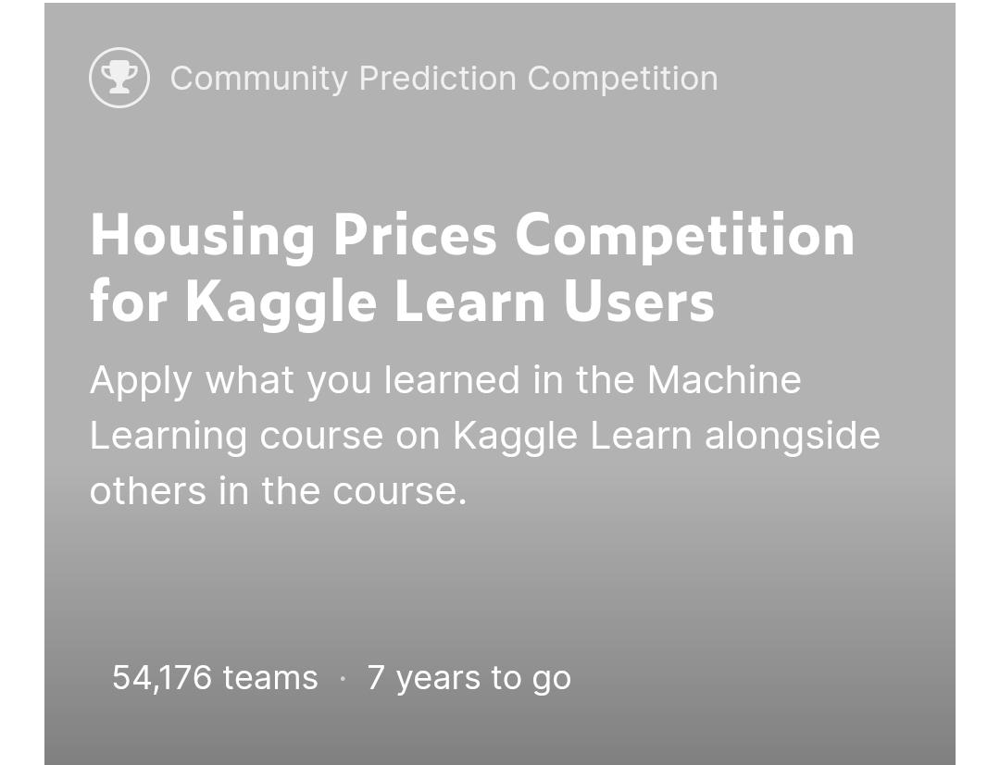 Community Prediction Competition
Housing Prices Competition
for Kaggle Learn Users
Apply what you learned in the Machine
Learning course on Kaggle Learn alongside
others in the course.
54,176 teams · 7 years to go